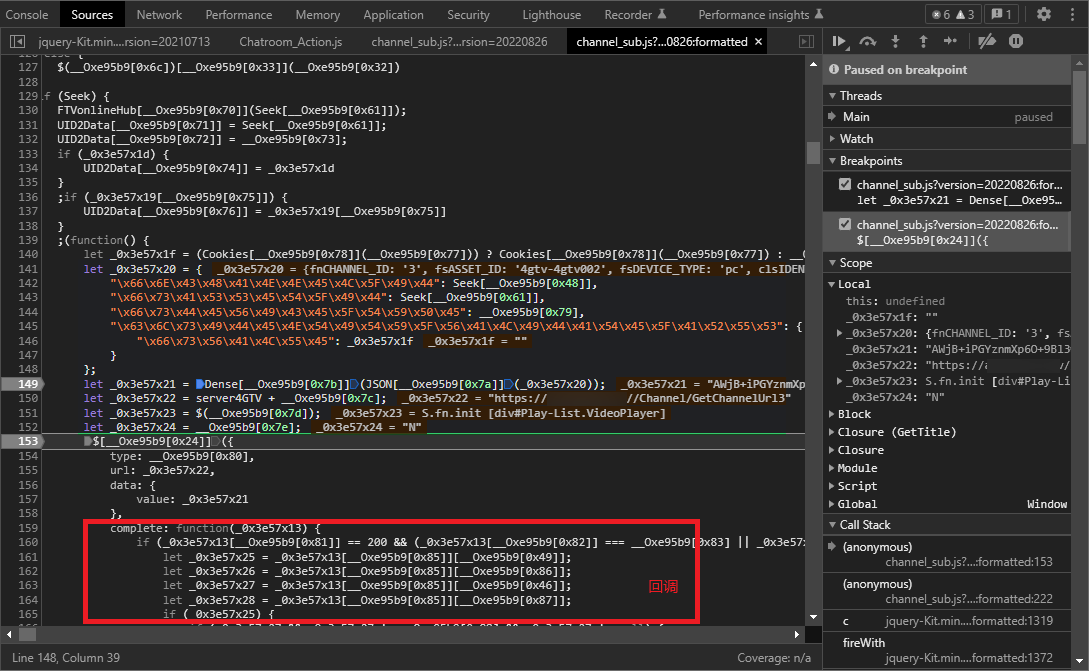 Console Sources Network Performance Memory Application Security Lighthouse Recorder Performance insights 6 3 1
jquery-Kit.min....rsion=20210713 Chatroom_Action.js channel_sub.js?...rsion=20220826 channel_sub.js?...0826:formatted ×
127 $(__Oxe95b9[0x6c])[__Oxe95b9[0x33]](__Oxe95b9[0x32])
128
129 f (Seek) {
130 FTVonlineHub[__Oxe95b9[0x70]](Seek[__Oxe95b9[0x61]]);
131 UID2Data[__Oxe95b9[0x71]] = Seek[__Oxe95b9[0x61]];
132 UID2Data[__Oxe95b9[0x72]] = __Oxe95b9[0x73];
133 if (_0x3e57x1d) {
134 UID2Data[__Oxe95b9[0x74]] = _0x3e57x1d
135 }
136 ;if (_0x3e57x19[__Oxe95b9[0x75]]) {
137 UID2Data[__Oxe95b9[0x76]] = _0x3e57x19[__Oxe95b9[0x75]]
138 }
139 ;(function() {
140 let _0x3e57x1f = (Cookies[__Oxe95b9[0x78]](__Oxe95b9[0x77])) ? Cookies[__Oxe95b9[0x78]](__Oxe95b9[0x77]) :
141 let _0x3e57x20 = { _0x3e57x20 = {fnCHANNEL_ID: '3', fsASSET_ID: '4gtv-4gtv002', fsDEVICE_TYPE: 'pc', clsIDEN
142 "\x66\x6E\x43\x48\x41\x4E\x4E\x45\x4C\x5F\x49\x44": Seek[__Oxe95b9[0x48]],
143 "\x66\x73\x41\x53\x53\x45\x54\x5F\x49\x44": Seek[__Oxe95b9[0x61]],
144 "\x66\x73\x44\x45\x56\x49\x43\x45\x5F\x54\x59\x50\x45": __Oxe95b9[0x79],
145 "\x63\x6C\x73\x49\x44\x45\x4E\x54\x49\x54\x59\x5F\x56\x41\x4C\x49\x44\x41\x54\x45\x5F\x41\x52\x55\x53": {
146 "\x66\x73\x56\x41\x4C\x55\x45": _0x3e57x1f _0x3e57x1f = ""
147 }
148 };
149 let _0x3e57x21 = Dense[__Oxe95b9[0x7b]](JSON[__Oxe95b9[0x7a]](_0x3e57x20)); _0x3e57x21 = "AWjB+iPGYznmXp
150 let _0x3e57x22 = server4GTV + __Oxe95b9[0x7c]; _0x3e57x22 = "https:// //Channel/GetChannelUrl3"
151 let _0x3e57x23 = $(__Oxe95b9[0x7d]); _0x3e57x23 = S.fn.init [div#Play-List.VideoPlayer]
152 let _0x3e57x24 = __Oxe95b9[0x7e]; _0x3e57x24 = "N"
153 $[__Oxe95b9[0x24]]({
154 type: __Oxe95b9[0x80],
155 url: _0x3e57x22,
156 data: {
157 value: _0x3e57x21
158 },
159 complete: function(_0x3e57x13) {
160 if (_0x3e57x13[__Oxe95b9[0x81]] == 200 && (_0x3e57x13[__Oxe95b9[0x82]] === __Oxe95b9[0x83] || _0x3e57x
161 let _0x3e57x25 = _0x3e57x13[__Oxe95b9[0x85]][__Oxe95b9[0x49]];
162 let _0x3e57x26 = _0x3e57x13[__Oxe95b9[0x85]][__Oxe95b9[0x86]];
163 let _0x3e57x27 = _0x3e57x13[__Oxe95b9[0x85]][__Oxe95b9[0x46]];
回调
164 let _0x3e57x28 = _0x3e57x13[__Oxe95b9[0x85]][__Oxe95b9[0x87]];
165 if (_0x3e57x25) {
Line 148, Column 39 Coverage: n/a
Paused on breakpoint
Threads
Main paused
Watch
Breakpoints
channel_sub.js?version=20220826:for...
let _0x3e57x21 = Dense[__Oxe95...
channel_sub.js?version=20220826:fo...
$[__Oxe95b9[0x24]]({
Scope
Local
this: undefined
_0x3e57x1f: ""
_0x3e57x20: {fnCHANNEL_ID: '3', fs
_0x3e57x21: "AWjB+iPGYznmXp6O+9Bl3
_0x3e57x22: "https:// /
_0x3e57x23: S.fn.init [div#Play-Li
_0x3e57x24: "N"
Block
Closure (GetTitle)
Closure
Module
Script
Global Window
Call Stack
(anonymous)
channel_sub.js?...:formatted:153
(anonymous)
channel_sub.js?...:formatted:222
c jquery-Kit.min...:formatted:1319
fireWith
jquery-Kit.min...:formatted:1372